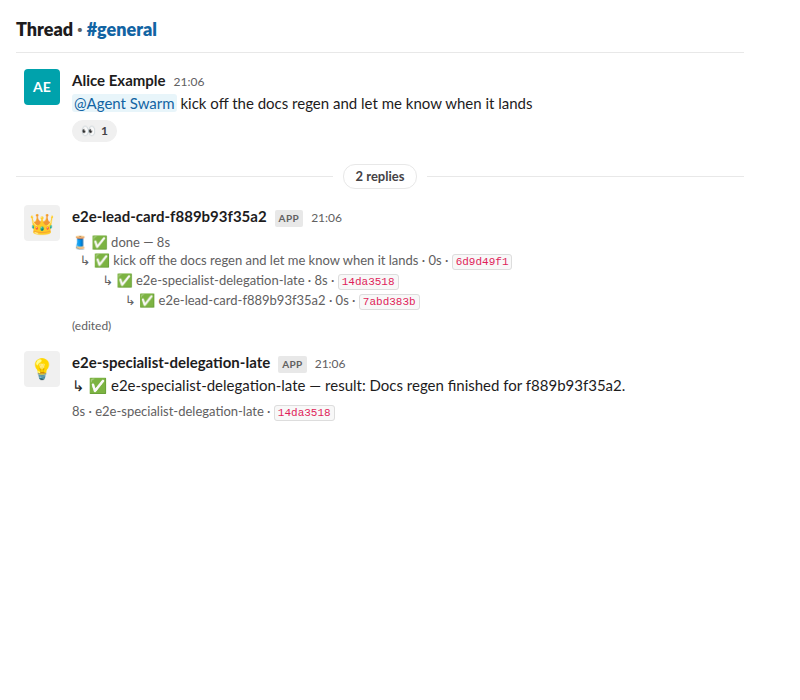 Thread • #general
AE
Alice Example 21:06
@Agent Swarm kick off the docs regen and let me know when it lands
👀 1
2 replies
e2e-lead-card-f889b93f35a2 APP 21:06
🧵 ✅ done — 8s
↳ ✅ kick off the docs regen and let me know when it lands · 0s · 6d9d49f1
↳ ✅ e2e-specialist-delegation-late · 8s · 14da3518
↳ ✅ e2e-lead-card-f889b93f35a2 · 0s · 7abd383b
(edited)
e2e-specialist-delegation-late APP 21:06
↳ ✅ e2e-specialist-delegation-late — result: Docs regen finished for f889b93f35a2.
8s · e2e-specialist-delegation-late · 14da3518